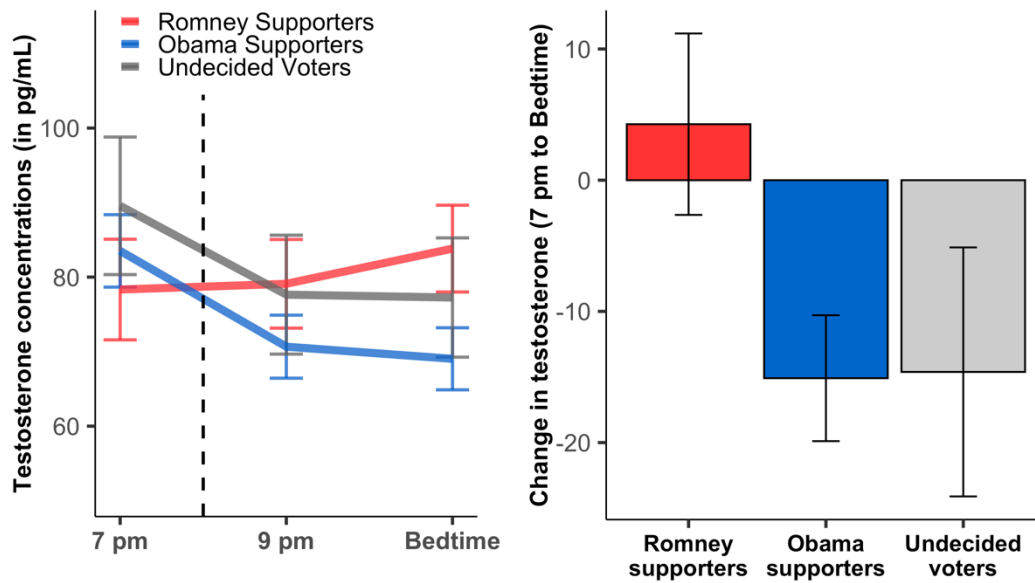 Romney Supporters
Obama Supporters
Undecided Voters
Testosterone concentrations (in pg/mL)
100
80
60
7 pm
9 pm
Bedtime
Change in testosterone (7 pm to Bedtime)
10
0
-10
-20
Romney
supporters
Obama
supporters
Undecided
voters